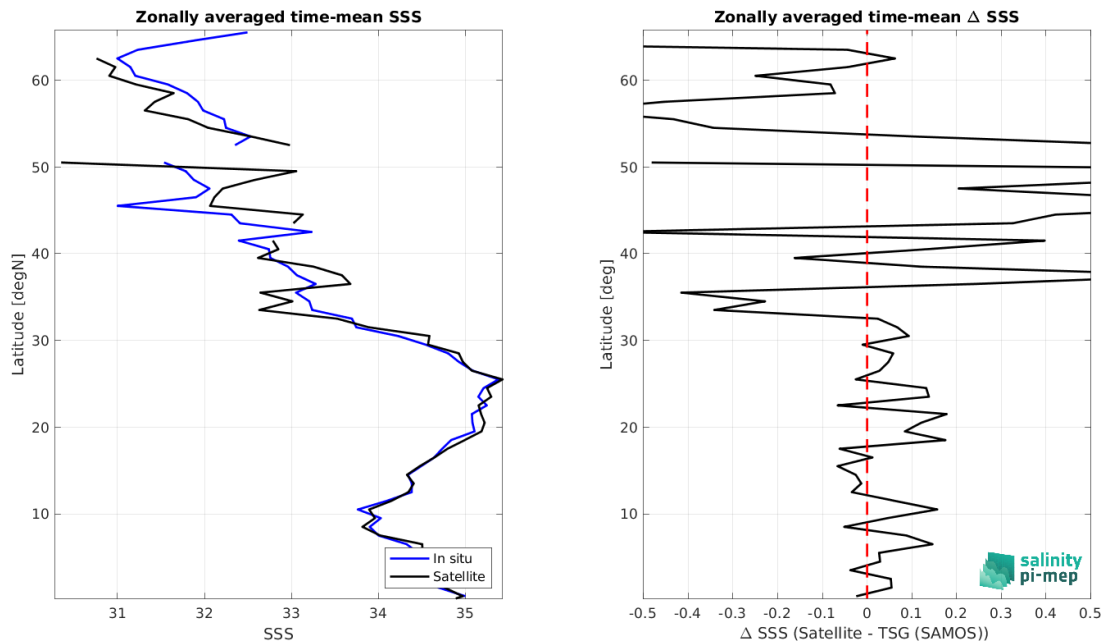 Zonally averaged time-mean SSS
60
50
40
30
20
10
Latitude [degN]
31
32
33
34
35
SSS
In situ
Satellite
Zonally averaged time-mean Δ SSS
60
50
40
30
20
10
Latitude [deg]
-0.5
-0.4
-0.3
-0.2
-0.1
0
0.1
0.2
0.3
0.4
0.5
Δ SSS (Satellite - TSG (SAMOS))
salinity
pi-mep